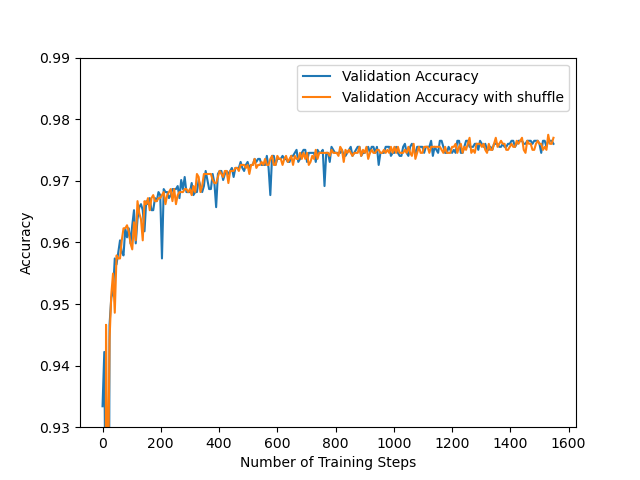 0.99
0.98
0.97
0.96
0.95
0.94
0.93
Accuracy
Validation Accuracy
Validation Accuracy with shuffle
0 200 400 600 800 1000 1200 1400 1600
Number of Training Steps